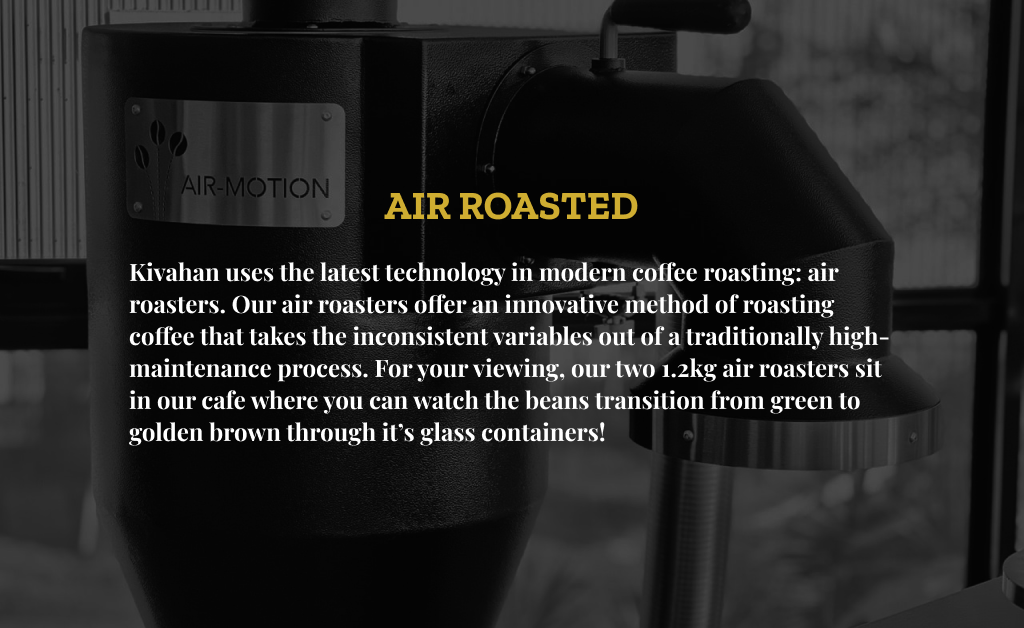 AIR-MOTION
AIR ROASTED
Kivahan uses the latest technology in modern coffee roasting: air
roasters. Our air roasters offer an innovative method of roasting
coffee that takes the inconsistent variables out of a traditionally high-
maintenance process. For your viewing, our two 1.2kg air roasters sit
in our cafe where you can watch the beans transition from green to
golden brown through it’s glass containers!